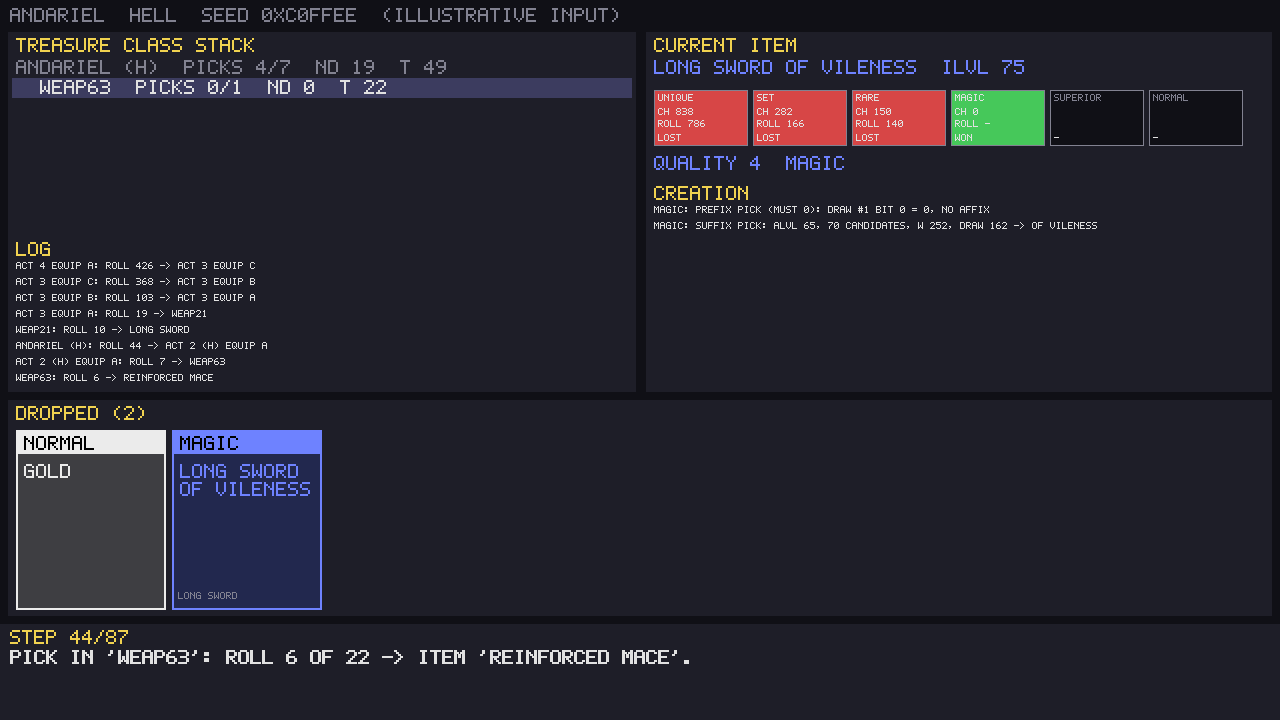 ANDARIEL HELL SEED 0XC0FFEE (ILLUSTRATIVE INPUT)
TREASURE CLASS STACK
ANDARIEL (H) PICKS 4/7 ND 19 T 49
WEAP63 PICKS 0/1 ND 0 T 22
LOG
ACT 4 EQUIP A: ROLL 426 -> ACT 3 EQUIP C
ACT 3 EQUIP C: ROLL 368 -> ACT 3 EQUIP B
ACT 3 EQUIP B: ROLL 103 -> ACT 3 EQUIP A
ACT 3 EQUIP A: ROLL 19 -> WEAP21
WEAP21: ROLL 10 -> LONG SWORD
ANDARIEL (H): ROLL 44 -> ACT 2 (H) EQUIP A
ACT 2 (H) EQUIP A: ROLL 7 -> WEAP63
WEAP63: ROLL 6 -> REINFORCED MACE
CURRENT ITEM
LONG SWORD OF VILENESS ILVL 75
UNIQUE
CH 838
ROLL 786
LOST
SET
CH 282
ROLL 166
LOST
RARE
CH 150
ROLL 140
LOST
MAGIC
CH 0
ROLL -
WON
SUPERIOR
-
NORMAL
-
QUALITY 4 MAGIC
CREATION
MAGIC: PREFIX PICK (MUST 0): DRAW #1 BIT 0 = 0, NO AFFIX
MAGIC: SUFFIX PICK: ALVL 65, 70 CANDIDATES, W 252, DRAW 162 -> OF VILENESS
DROPPED (2)
NORMAL
GOLD
MAGIC
LONG SWORD
OF VILENESS
LONG SWORD
STEP 44/87
PICK IN 'WEAP63': ROLL 6 OF 22 -> ITEM 'REINFORCED MACE'.